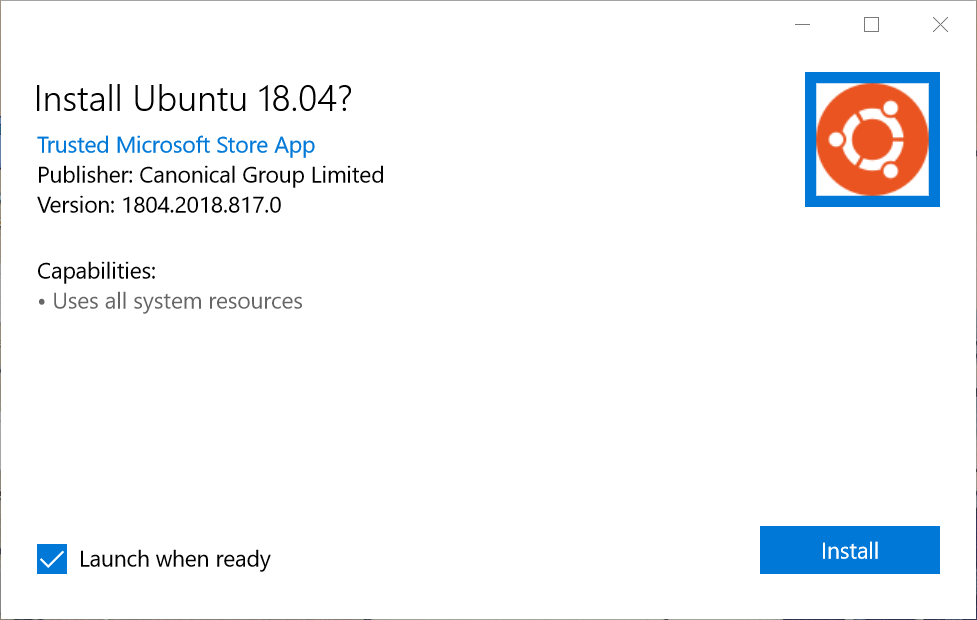 Install Ubuntu 18.04?
Trusted Microsoft Store App
Publisher: Canonical Group Limited
Version: 1804.2018.817.0
Capabilities:
• Uses all system resources
Launch when ready
Install